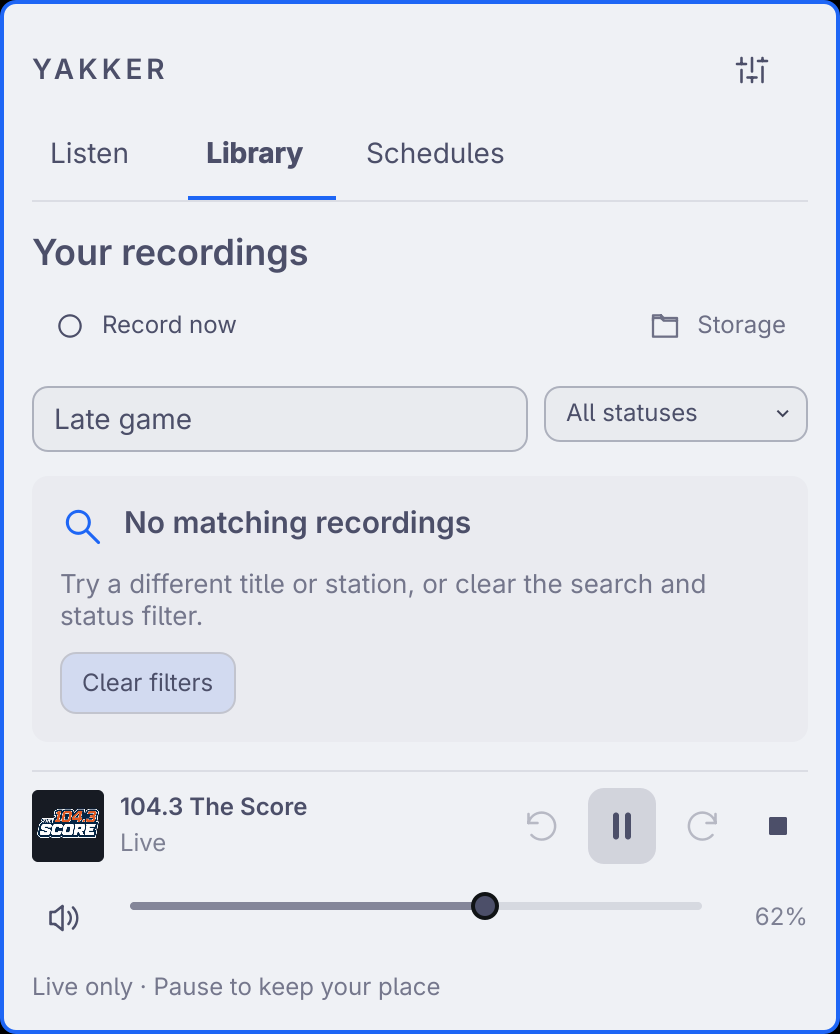 YAKKER
Listen
Library
Schedules
Your recordings
Record now
Storage
Late game
All statuses
No matching recordings
Try a different title or station, or clear the search and
status filter.
Clear filters
104.3
SCORE
104.3 The Score
Live
62%
Live only · Pause to keep your place